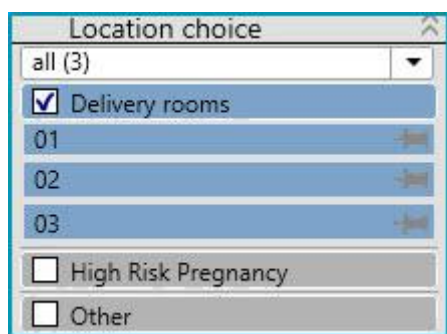 Location choice
all (3)
Delivery rooms
01
02
03
High Risk Pregnancy
Other